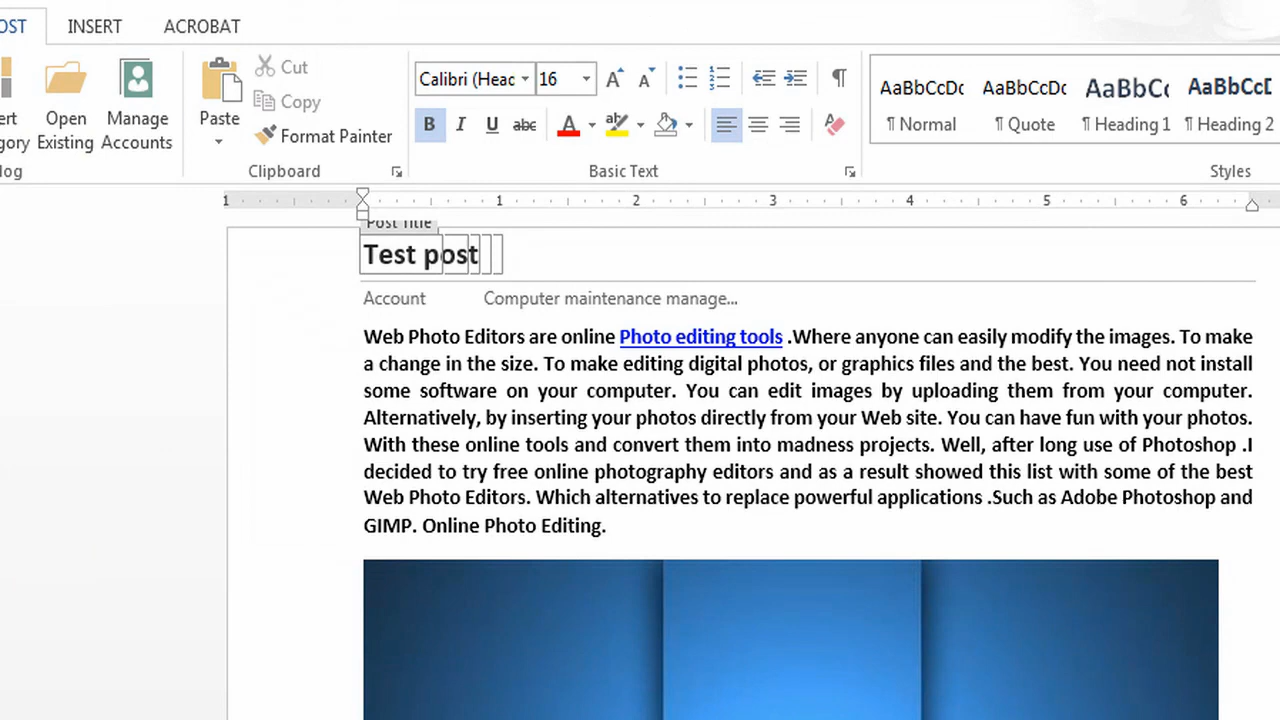 OST INSERT ACROBAT
Cut
Copy
Format Painter
Open Existing
Manage Accounts
Paste
Clipboard
Calibri (Heac 16
B I U abc A aby
Basic Text
AaBbCcDc AaBbCcDc AaBbCc AaBbCcD
¶ Normal ¶ Quote ¶ Heading 1 ¶ Heading 2
Styles
1 1 2 3 4 5 6
Post Title
Test post
Account Computer maintenance manage...
Web Photo Editors are online Photo editing tools .Where anyone can easily modify the images. To make
a change in the size. To make editing digital photos, or graphics files and the best. You need not install
some software on your computer. You can edit images by uploading them from your computer.
Alternatively, by inserting your photos directly from your Web site. You can have fun with your photos.
With these online tools and convert them into madness projects. Well, after long use of Photoshop .I
decided to try free online photography editors and as a result showed this list with some of the best
Web Photo Editors. Which alternatives to replace powerful applications .Such as Adobe Photoshop and
GIMP. Online Photo Editing.